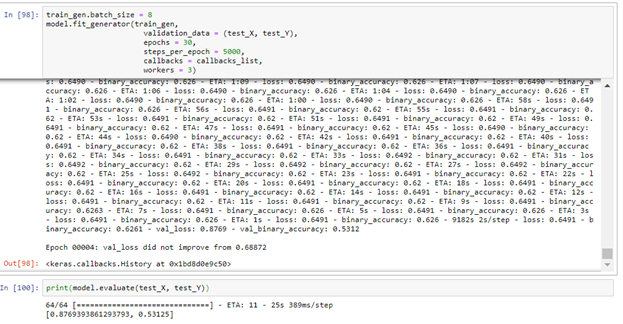 In [98]:
train_gen.batch_size = 8
model.fit_generator(train_gen,
validation_data = (test_X, test_Y),
epochs = 30,
steps_per_epoch = 5000,
callbacks = callbacks_list,
workers = 3)
s: 0.6490 - binary_accuracy: 0.626 - ETA: 1:09 - loss: 0.6490 - binary_accuracy: 0.626 - ETA: 1:07 - loss: 0.6490 - binary_a
ccuracy: 0.626 - ETA: 1:06 - loss: 0.6490 - binary_accuracy: 0.626 - ETA: 1:04 - loss: 0.6490 - binary_accuracy: 0.626 - ET
A: 1:02 - loss: 0.6490 - binary_accuracy: 0.626 - ETA: 1:00 - loss: 0.6490 - binary_accuracy: 0.626 - ETA: 58s - loss: 0.649
1 - binary_accuracy: 0.626 - ETA: 56s - loss: 0.6491 - binary_accuracy: 0.62 - ETA: 55s - loss: 0.6491 - binary_accuracy: 0.
62 - ETA: 53s - loss: 0.6491 - binary_accuracy: 0.62 - ETA: 51s - loss: 0.6491 - binary_accuracy: 0.62 - ETA: 49s - loss: 0.
6491 - binary_accuracy: 0.62 - ETA: 47s - loss: 0.6491 - binary_accuracy: 0.62 - ETA: 45s - loss: 0.6490 - binary_accuracy:
0.62 - ETA: 44s - loss: 0.6490 - binary_accuracy: 0.62 - ETA: 42s - loss: 0.6491 - binary_accuracy: 0.62 - ETA: 40s - loss:
0.6491 - binary_accuracy: 0.62 - ETA: 38s - loss: 0.6491 - binary_accuracy: 0.62 - ETA: 36s - loss: 0.6491 - binary_accurac
y: 0.62 - ETA: 34s - loss: 0.6491 - binary_accuracy: 0.62 - ETA: 33s - loss: 0.6492 - binary_accuracy: 0.62 - ETA: 31s - los
s: 0.6492 - binary_accuracy: 0.62 - ETA: 29s - loss: 0.6492 - binary_accuracy: 0.62 - ETA: 27s - loss: 0.6492 - binary_accur
acy: 0.62 - ETA: 25s - loss: 0.6492 - binary_accuracy: 0.62 - ETA: 23s - loss: 0.6491 - binary_accuracy: 0.62 - ETA: 22s - l
oss: 0.6491 - binary_accuracy: 0.62 - ETA: 20s - loss: 0.6491 - binary_accuracy: 0.62 - ETA: 18s - loss: 0.6491 - binary_acc
uracy: 0.62 - ETA: 16s - loss: 0.6491 - binary_accuracy: 0.62 - ETA: 14s - loss: 0.6491 - binary_accuracy: 0.62 - ETA: 12s -
loss: 0.6491 - binary_accuracy: 0.62 - ETA: 11s - loss: 0.6491 - binary_accuracy: 0.62 - ETA: 9s - loss: 0.6491 - binary_acc
uracy: 0.6263 - ETA: 7s - loss: 0.6491 - binary_accuracy: 0.626 - ETA: 5s - loss: 0.6491 - binary_accuracy: 0.626 - ETA: 3s
- loss: 0.6491 - binary_accuracy: 0.626 - ETA: 1s - loss: 0.6491 - binary_accuracy: 0.626 - 9182s 2s/step - loss: 0.6491 - b
inary_accuracy: 0.6261 - val_loss: 0.8769 - val_binary_accuracy: 0.5312
Epoch 00004: val_loss did not improve from 0.68872
Out[98]: <keras.callbacks.History at 0x1bd8d0e9c50>
In [100]: print(model.evaluate(test_X, test_Y))
64/64 [==============================] - ETA: 11 - 25s 389ms/step
[0.8769393861293793, 0.53125]